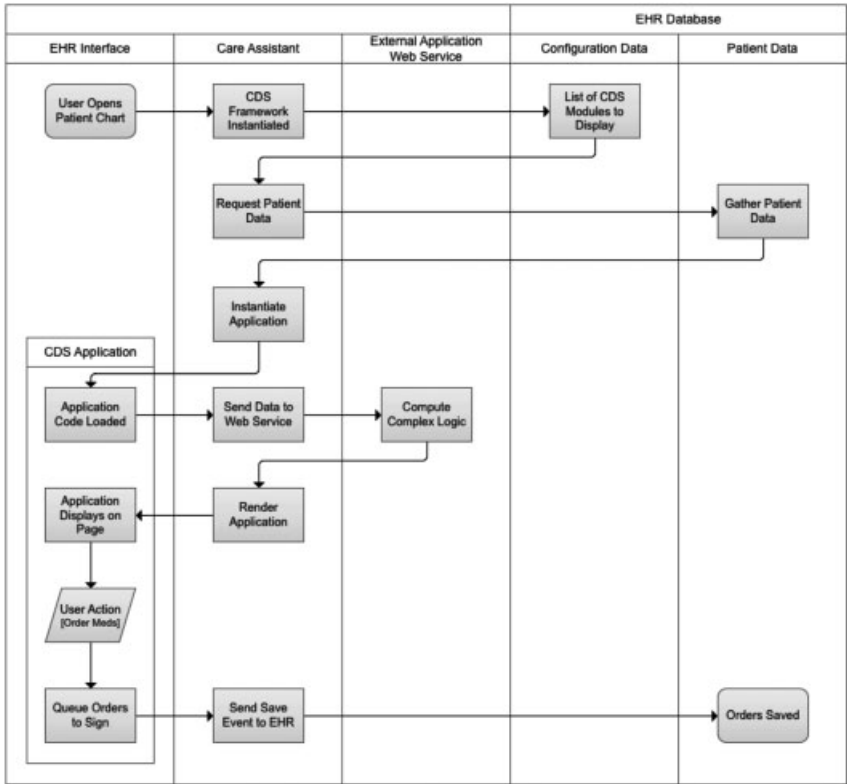 EHR Database
EHR Interface
Care Assistant
External Application
Web Service
Configuration Data
Patient Data
User Opens
Patient Chart
CDS
Framework
Instantiated
List of CDS
Modules to
Display
Request Patient
Data
Gather Patient
Data
Instantiate
Application
CDS Application
Application
Code Loaded
Send Data to
Web Service
Compute
Complex Logic
Application
Displays on
Page
Render
Application
User Action
[Order Meds]
Queue Orders
to Sign
Send Save
Event to EHR
Orders Saved